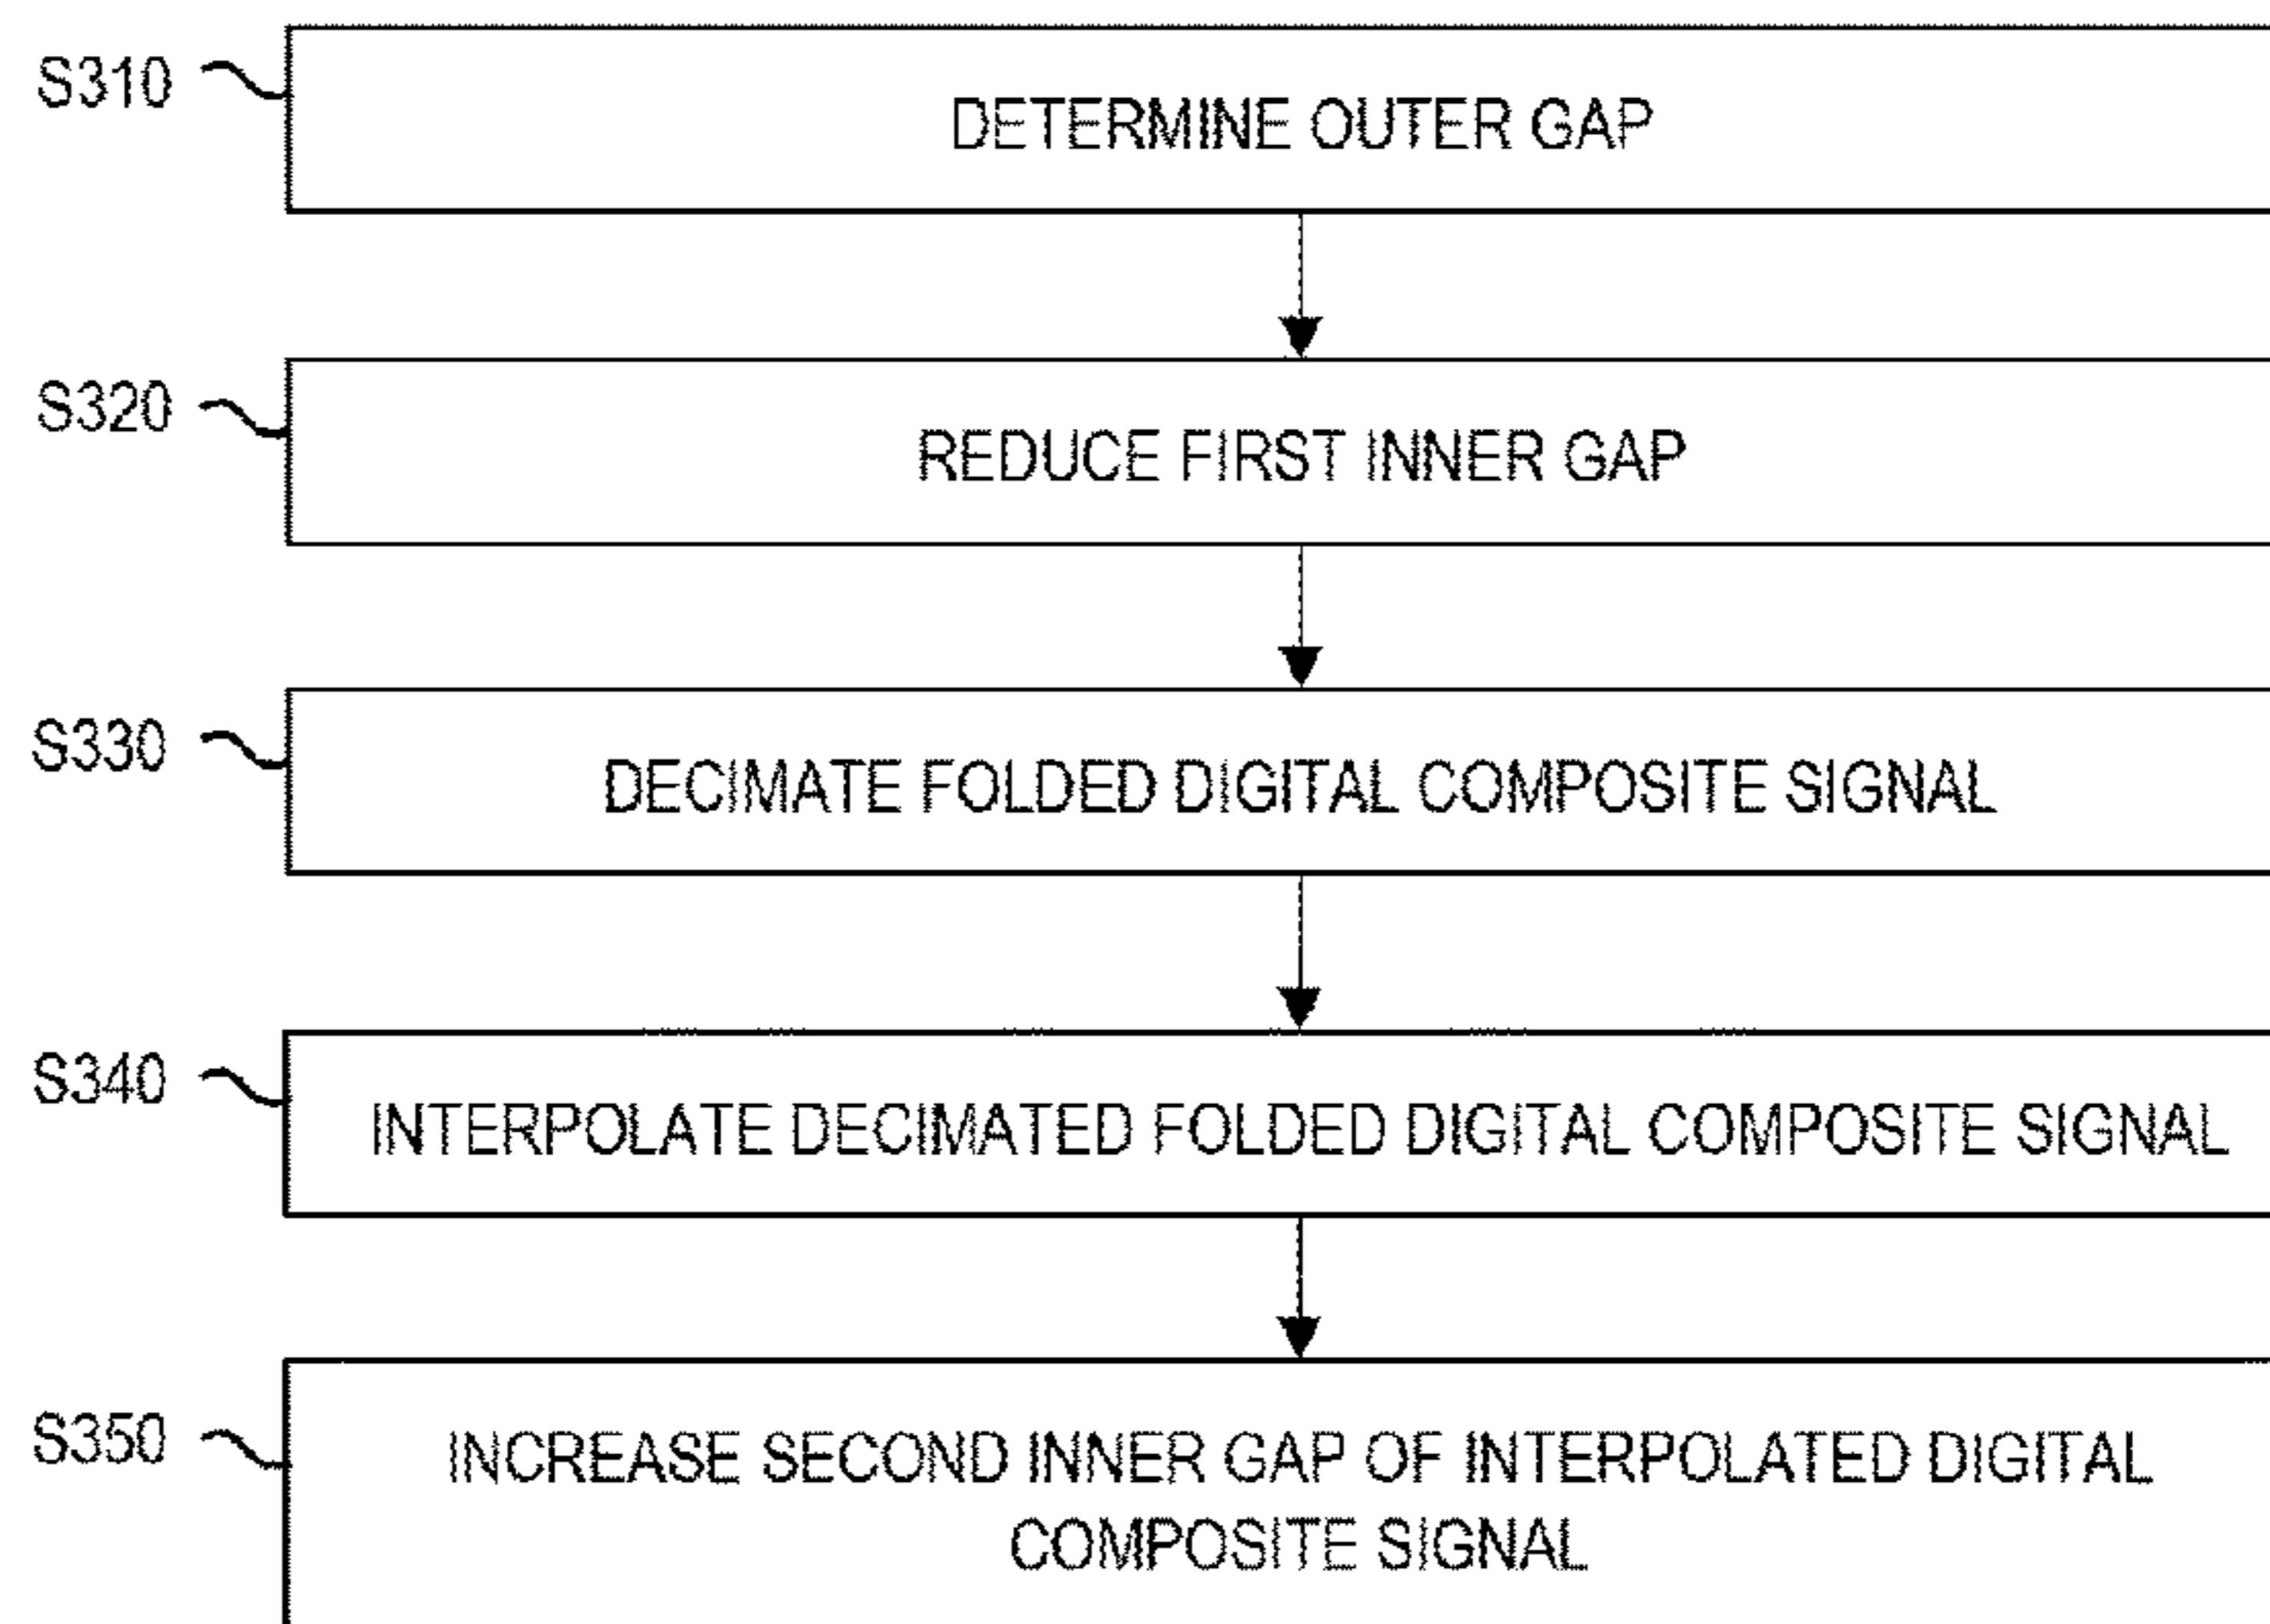 S310
DETERMINE OUTER GAP
S320
REDUCE FIRST INNER GAP
S330
DECIMATE FOLDED DIGITAL COMPOSITE SIGNAL
S340
INTERPOLATE DECIMATED FOLDED DIGITAL COMPOSITE SIGNAL
S350
INCREASE SECOND INNER GAP OF INTERPOLATED DIGITAL
COMPOSITE SIGNAL